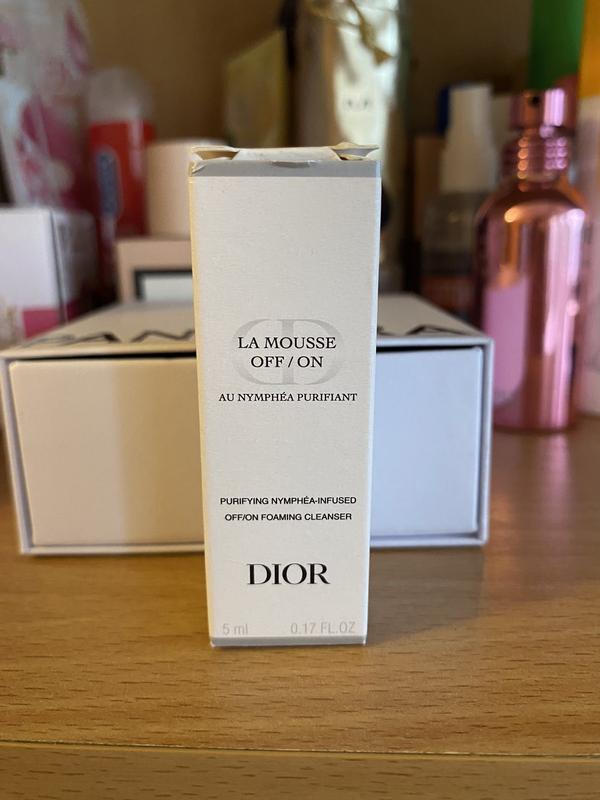 LA MOUSSE
OFF / ON
AU NYMPHÉA PURIFIANT
PURIFYING NYMPHÉA-INFUSED
OFF/ON FOAMING CLEANSER
DIOR
5 ml 0.17 FL.OZ